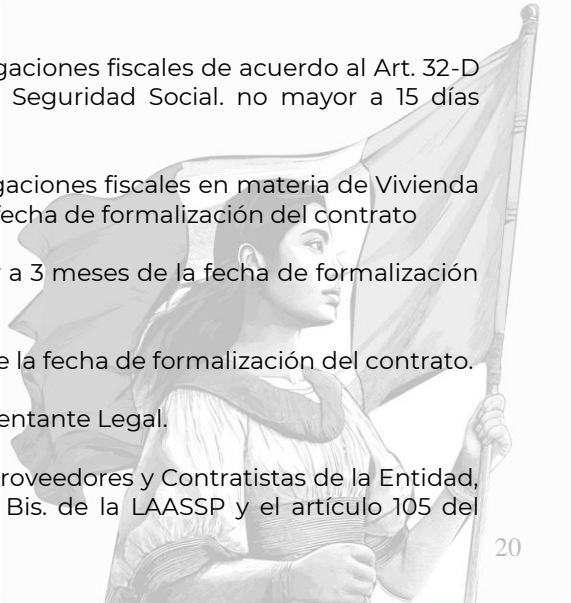 gaciones fiscales de acuerdo al Art. 32-D
Seguridad Social. no mayor a 15 días
gaciones fiscales en materia de Vivienda
fecha de formalización del contrato
a 3 meses de la fecha de formalización
la fecha de formalización del contrato.
entante Legal.
roveedores y Contratistas de la Entidad,
Bis. de la LAASSP y el artículo 105 del
20